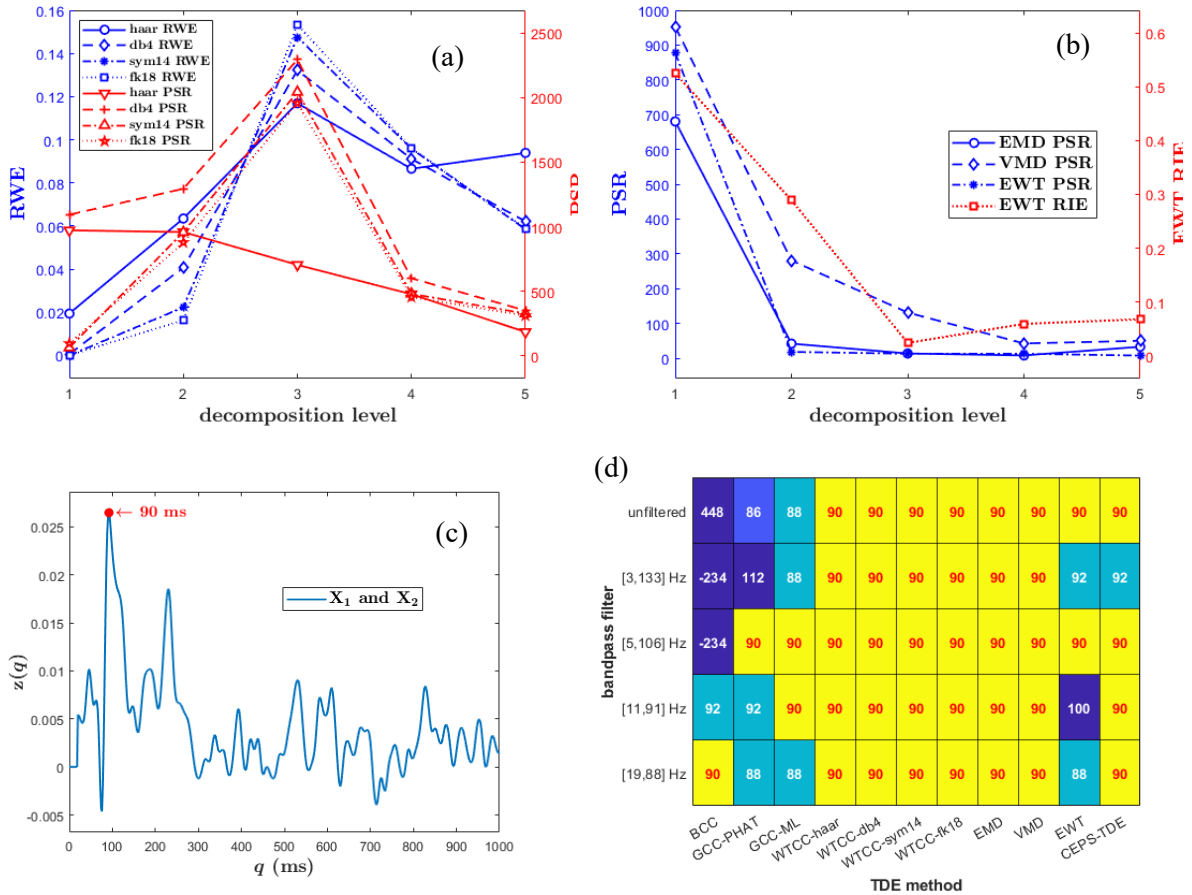 (a)
haar RWE
db4 RWE
sym14 RWE
fk18 RWE
haar PSR
db4 PSR
sym14 PSR
fk18 PSR
RWE
0.16
0.14
0.12
0.1
0.08
0.06
0.04
0.02
0
2500
2000
1500
1000
500
0
PSR
1 2 3 4 5
decomposition level
(b)
EMD PSR
VMD PSR
EWT PSR
EWT RIE
PSR
1000
900
800
700
600
500
400
300
200
100
0
0.6
0.5
0.4
0.3
0.2
0.1
0
EWT RIE
1 2 3 4 5
decomposition level
(c)
← 90 ms
X1 and X2
z(q)
0.025
0.02
0.015
0.01
0.005
0
-0.005
0 100 200 300 400 500 600 700 800 900 1000
q (ms)
(d)
bandpass filter
unfiltered 448 86 88 90 90 90 90 90 90 90 90
[3,133] Hz -234 112 88 90 90 90 90 90 90 92 92
[5,106] Hz -234 90 90 90 90 90 90 90 90 90 90
[11,91] Hz 92 92 90 90 90 90 90 90 90 100 90
[19,88] Hz 90 88 88 90 90 90 90 90 90 88 90
BCC GCC-PHAT GCC-ML WTCC-haar WTCC-db4 WTCC-sym14 WTCC-fk18 EMD VMD EWT CEPS-TDE
TDE method